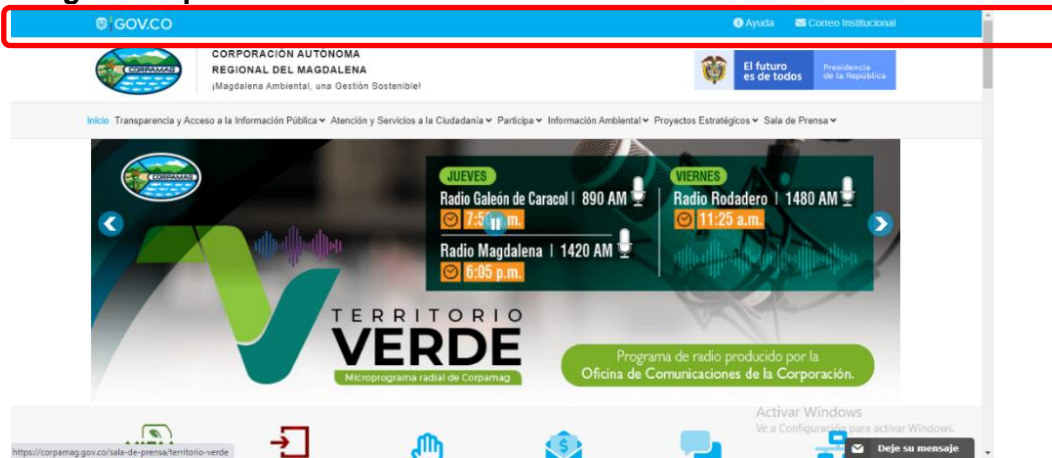 GOV.CO
Ayuda Correo Institucional
CORPORACIÓN AUTÓNOMA
REGIONAL DEL MAGDALENA
¡Magdalena Ambiental, una Gestión Sostenible!
CORPAMAG
El futuro
es de todos
Presidencia
de la República
Inicio Transparencia y Acceso a la Información Pública Atención y Servicios a la Ciudadanía Participa Información Ambiental Proyectos Estratégicos Sala de Prensa
CORPAMAG
JUEVES
Radio Galeón de Caracol | 890 AM
m.
Radio Magdalena | 1420 AM
6:05 p.m.
VIERNES
Radio Rodadero | 1480 AM
11:25 a.m.
TERRITORIO
VERDE
Microprograma radial de Corpamag
Programa de radio producido por la
Oficina de Comunicaciones de la Corporación.
Activar Windows
Ve a Configuración para activar Windows.
https://corpamag.gov.co/sala-de-prensa/territorio-verde
Deje su mensaje